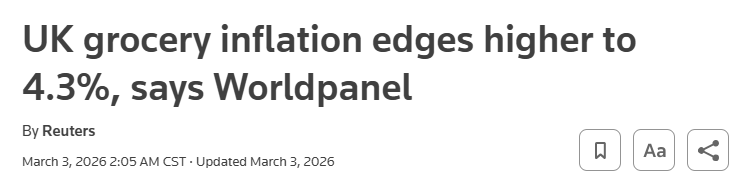 UK grocery inflation edges higher to
4.3%, says Worldpanel
By Reuters
March 3, 2026 2:05 AM CST · Updated March 3, 2026
Aa